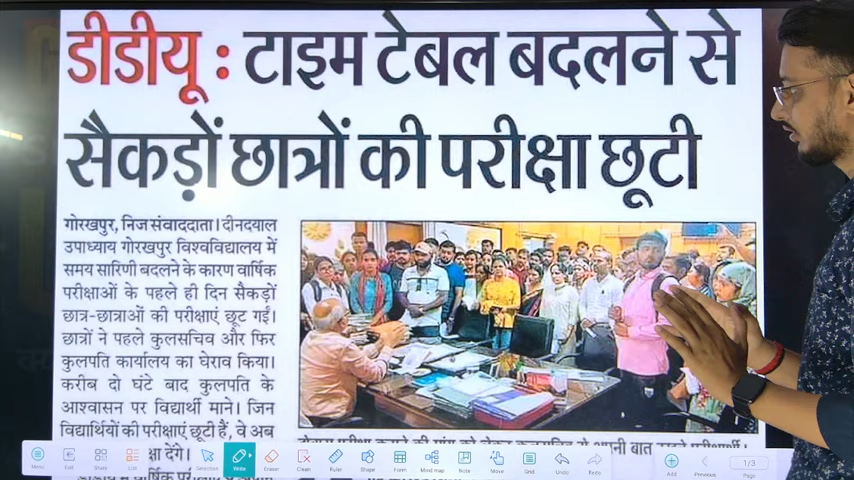 डीडीयू : टाइम टेबल बदलने से
सैकड़ों छात्रों की परीक्षा छूटी
गोरखपुर, निज संवाददाता। दीनदयाल
उपाध्याय गोरखपुर विश्वविद्यालय में
समय सारिणी बदलने के कारण वार्षिक
परीक्षाओं के पहले ही दिन सैकड़ों
छात्र-छात्राओं की परीक्षाएं छूट गईं।
छात्रों ने पहले कुलसचिव और फिर
कुलपति कार्यालय का घेराव किया।
करीब दो घंटे बाद कुलपति के
आश्वासन पर विद्यार्थी माने। जिन
विद्यार्थियों की परीक्षाएं छूटी हैं, वे अब
देंगे।
Menu Exit Share List Selection Write Eraser Clean Ruler Shape Form Mind map Note Move Grid Undo Redo Add Previous 1/3 Page